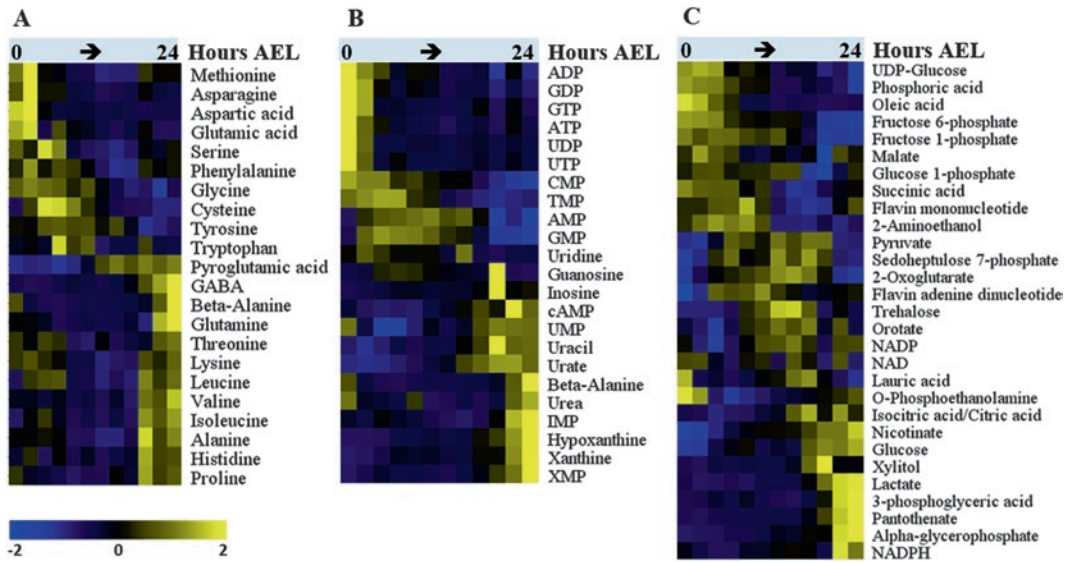 A
0 → 24 Hours AEL
Methionine
Asparagine
Aspartic acid
Glutamic acid
Serine
Phenylalanine
Glycine
Cysteine
Tyrosine
Tryptophan
Pyroglutamic acid
GABA
Beta-Alanine
Glutamine
Threonine
Lysine
Leucine
Valine
Isoleucine
Alanine
Histidine
Proline
-2 0 2
B
0 → 24 Hours AEL
ADP
GDP
GTP
ATP
UDP
UTP
CMP
TMP
AMP
GMP
Uridine
Guanosine
Inosine
cAMP
UMP
Uracil
Urate
Beta-Alanine
Urea
IMP
Hypoxanthine
Xanthine
XMP
C
0 → 24 Hours AEL
UDP-Glucose
Phosphoric acid
Oleic acid
Fructose 6-phosphate
Fructose 1-phosphate
Malate
Glucose 1-phosphate
Succinic acid
Flavin mononucleotide
2-Aminoethanol
Pyruvate
Sedoheptulose 7-phosphate
2-Oxoglutarate
Flavin adenine dinucleotide
Trehalose
Orotate
NADP
NAD
Lauric acid
O-Phosphoethanolamine
Isocitric acid/Citric acid
Nicotinate
Glucose
Xylitol
Lactate
3-phosphoglyceric acid
Pantothenate
Alpha-glycerophosphate
NADPH